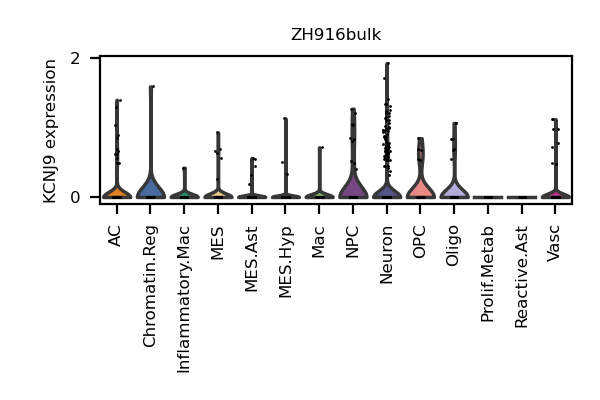 ZH916bulk
KCNJ9 expression
2
0
AC
Chromatin.Reg
Inflammatory.Mac
MES
MES.Ast
MES.Hyp
Mac
NPC
Neuron
OPC
Oligo
Prolif.Metab
Reactive.Ast
Vasc